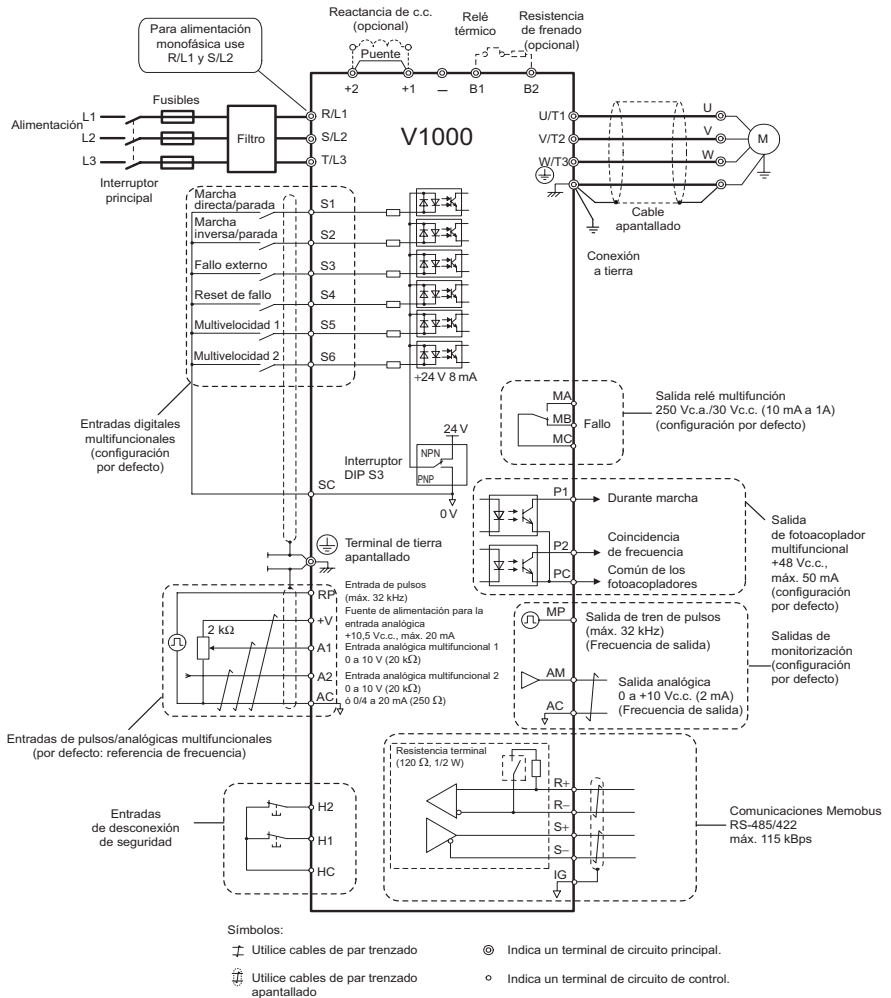 Reactancia de c.c.
(opcional)
Relé
térmico
Resistencia
de frenado
(opcional)
Para alimentación
monofásica use
R/L1 y S/L2
Puente
+2
+1
–
B1
B2
Fusibles
Alimentación
L1
L2
L3
Filtro
R/L1
S/L2
T/L3
V1000
U/T1
V/T2
W/T3
U
V
W
M
Interruptor
principal
Cable
apantallado
Conexión
a tierra
Marcha
directa/parada
S1
Marcha
inversa/parada
S2
Fallo externo
S3
Reset de fallo
S4
Multivelocidad 1
S5
Multivelocidad 2
S6
+24 V 8 mA
Entradas digitales
multifuncionales
(configuración
por defecto)
24 V
NPN
PNP
Interruptor
DIP S3
0 V
SC
MA
MB
MC
Fallo
Salida relé multifunción
250 Vc.a./30 Vc.c. (10 mA a 1A)
(configuración por defecto)
P1
Durante marcha
P2
Coincidencia
de frecuencia
PC
Común de los
fotoacopladores
Salida
de fotoacoplador
multifuncional
+48 Vc.c.,
máx. 50 mA
(configuración
por defecto)
Terminal de tierra
apantallado
RP
Entrada de pulsos
(máx. 32 kHz)
+V
Fuente de alimentación para la
entrada analógica
+10,5 Vc.c., máx. 20 mA
2 kΩ
A1
Entrada analógica multifuncional 1
0 a 10 V (20 kΩ)
A2
Entrada analógica multifuncional 2
0 a 10 V (20 kΩ)
ó 0/4 a 20 mA (250 Ω)
AC
Entradas de pulsos/analógicas multifuncionales
(por defecto: referencia de frecuencia)
MP
Salida de tren de pulsos
(máx. 32 kHz)
(Frecuencia de salida)
AM
Salida analógica
0 a +10 Vc.c. (2 mA)
(Frecuencia de salida)
AC
Salidas de
monitorización
(configuración
por defecto)
Entradas
de desconexión
de seguridad
H2
H1
HC
Resistencia terminal
(120 Ω, 1/2 W)
R+
R–
S+
S–
IG
Comunicaciones Memobus
RS-485/422
máx. 115 kBps
Símbolos:
Utilice cables de par trenzado
Indica un terminal de circuito principal.
Utilice cables de par trenzado
apantallado
Indica un terminal de circuito de control.